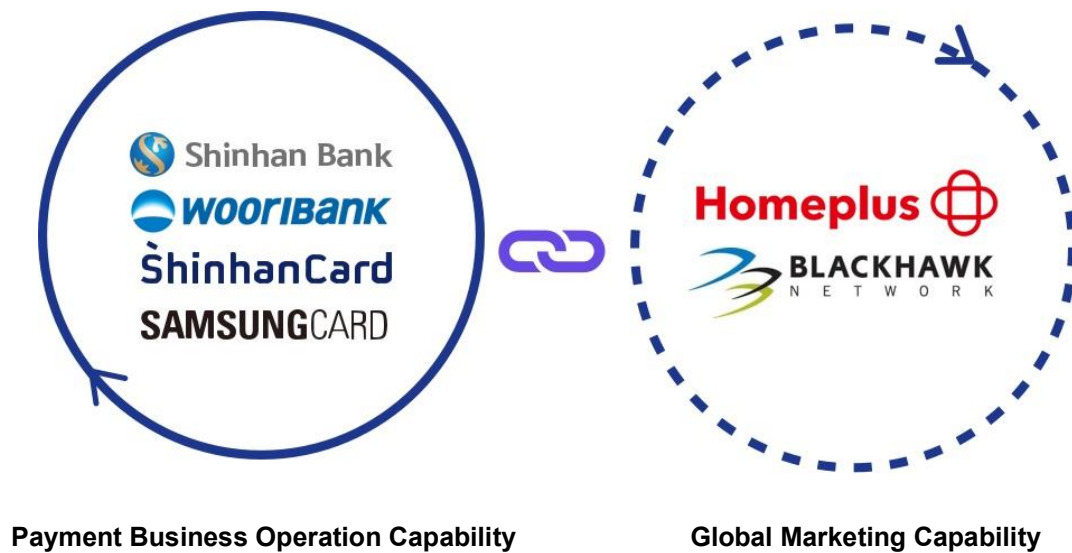 Shinhan Bank
WOORIBANK
ShinhanCard
SAMSUNGCARD
Homeplus
BLACKHAWK
NETWORK
Payment Business Operation Capability
Global Marketing Capability